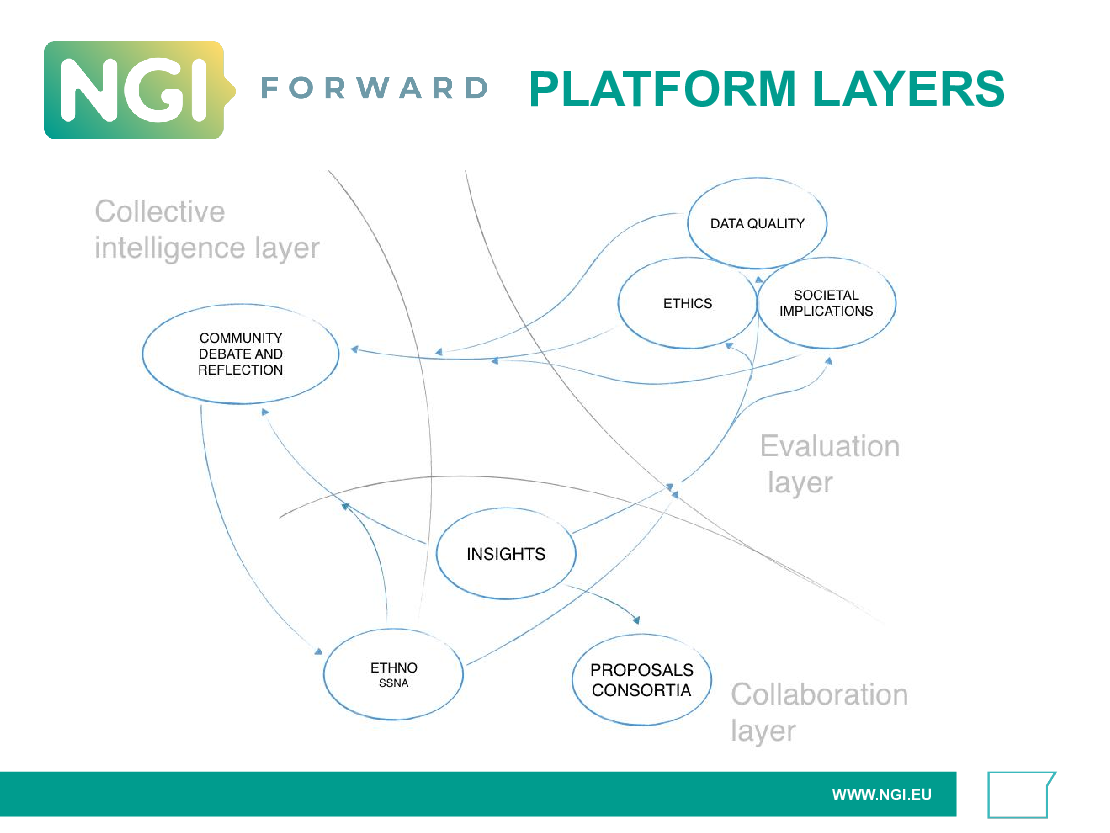 NGI FORWARD PLATFORM LAYERS
Collective
intelligence layer
DATA QUALITY
ETHICS
SOCIETAL
IMPLICATIONS
COMMUNITY
DEBATE AND
REFLECTION
Evaluation
layer
INSIGHTS
ETHNO
SSNA
PROPOSALS
CONSORTIA
Collaboration
layer
WWW.NGI.EU